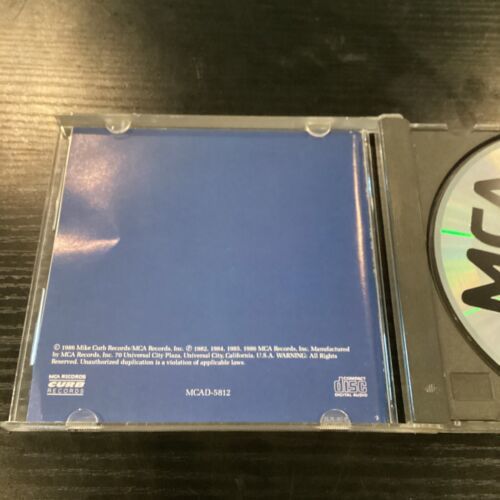 © 1986 Mike Curb Records/MCA Records, Inc. ℗ 1982, 1984, 1985, 1986 MCA Records, Inc. Manufactured
by MCA Records, Inc. 70 Universal City Plaza, Universal City, California. U.S.A. WARNING: All Rights
Reserved. Unauthorized duplication is a violation of applicable laws.
MCA RECORDS
CURB
RECORDS
MCAD-5812
COMPACT
disc
DIGITAL AUDIO
MCA